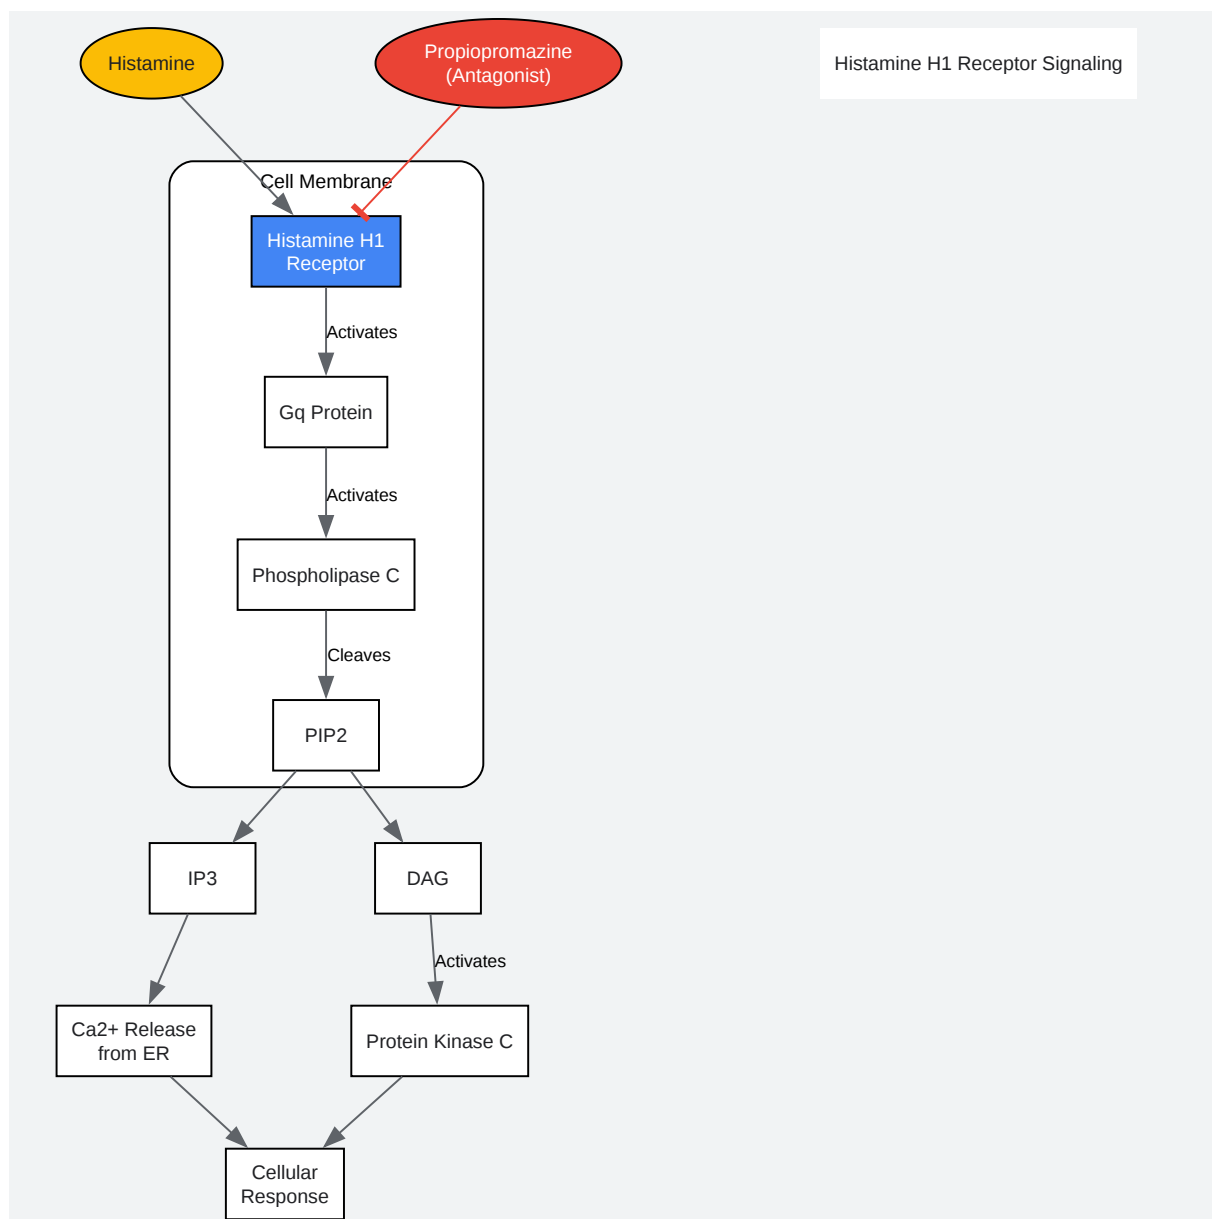 Histamine
Propiopromazine
(Antagonist)
Histamine H1 Receptor Signaling
Cell Membrane
Histamine H1
Receptor
Activates
Gq Protein
Activates
Phospholipase C
Cleaves
PIP2
IP3
DAG
Activates
Ca2+ Release
from ER
Protein Kinase C
Cellular
Response